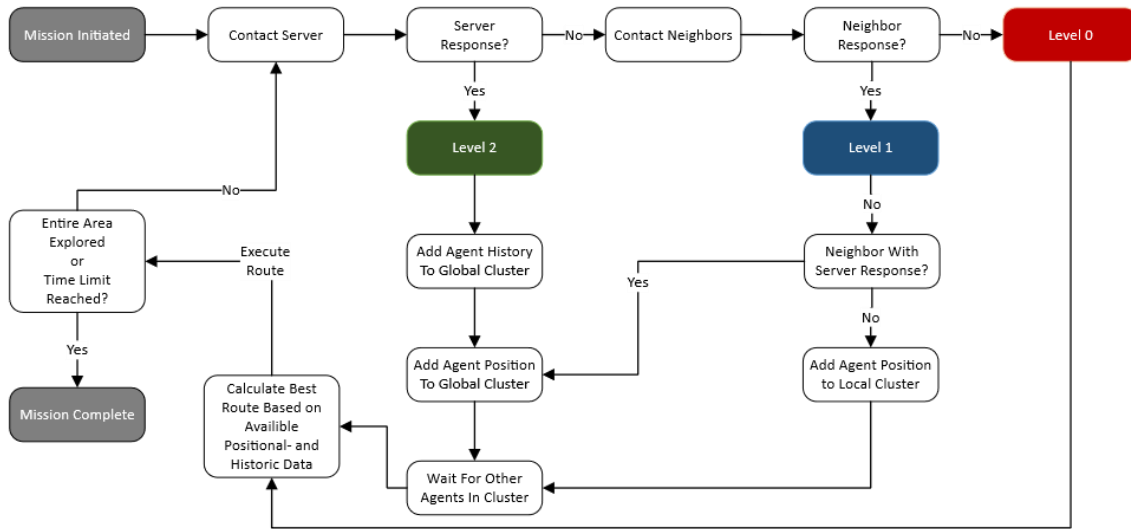 Mission Initiated
Contact Server
Server
Response?
No
Contact Neighbors
Neighbor
Response?
No
Level 0
Yes
Yes
Level 2
Level 1
No
No
Entire Area
Explored
or
Time Limit
Reached?
Execute
Route
Add Agent History
To Global Cluster
Yes
Neighbor With
Server Response?
No
Yes
Add Agent Position
To Global Cluster
Add Agent Position
to Local Cluster
Mission Complete
Calculate Best
Route Based on
Availible
Positional- and
Historic Data
Wait For Other
Agents In Cluster